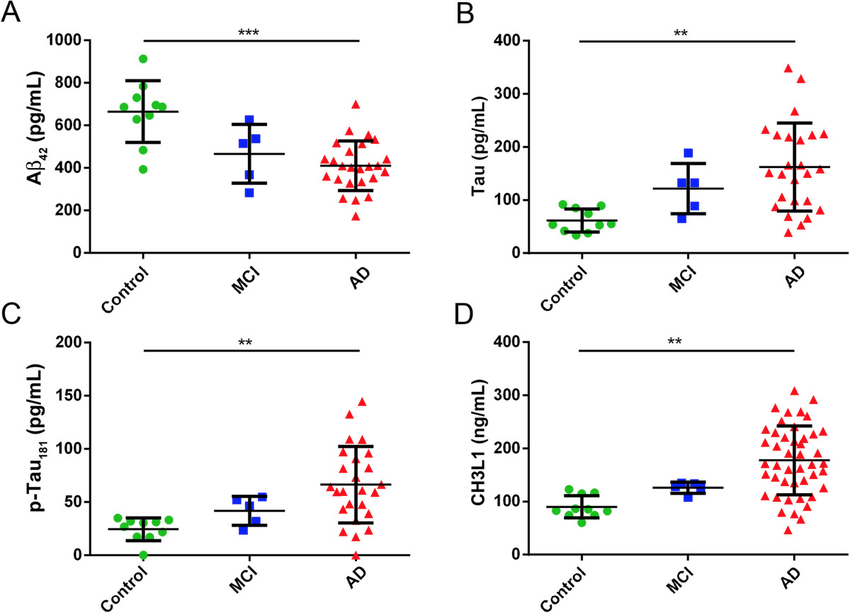 A
***
1000
800
600
400
200
0
Aβ42 (pg/mL)
Control
MCI
AD
B
**
400
300
200
100
0
Tau (pg/mL)
Control
MCI
AD
C
**
200
150
100
50
0
p-Tau181 (pg/mL)
Control
MCI
AD
D
**
400
300
200
100
0
CH3L1 (ng/mL)
Control
MCI
AD